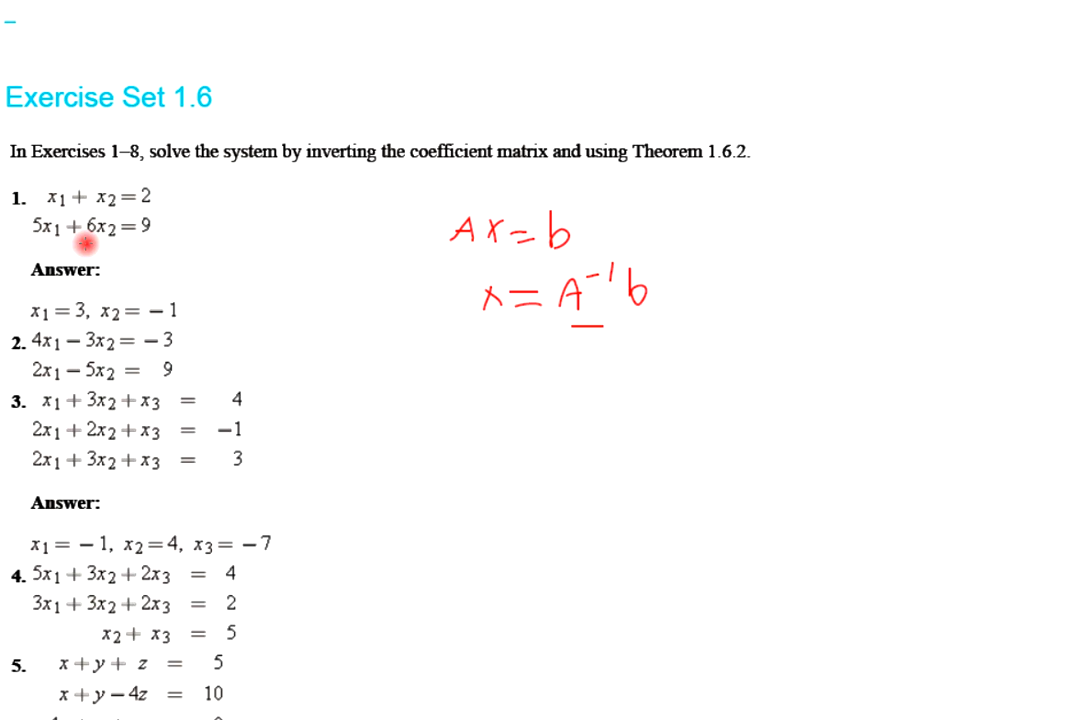 Exercise Set 1.6
In Exercises 1–8, solve the system by inverting the coefficient matrix and using Theorem 1.6.2.
1. x₁ + x₂ = 2
5x₁ + 6x₂ = 9
Answer:
x₁ = 3, x₂ = − 1
2. 4x₁ − 3x₂ = − 3
2x₁ − 5x₂ = 9
3. x₁ + 3x₂ + x₃ = 4
2x₁ + 2x₂ + x₃ = −1
2x₁ + 3x₂ + x₃ = 3
Answer:
x₁ = − 1, x₂ = 4, x₃ = − 7
4. 5x₁ + 3x₂ + 2x₃ = 4
3x₁ + 3x₂ + 2x₃ = 2
x₂ + x₃ = 5
5. x + y + z = 5
x + y − 4z = 10
Ax = b
x = A⁻¹b